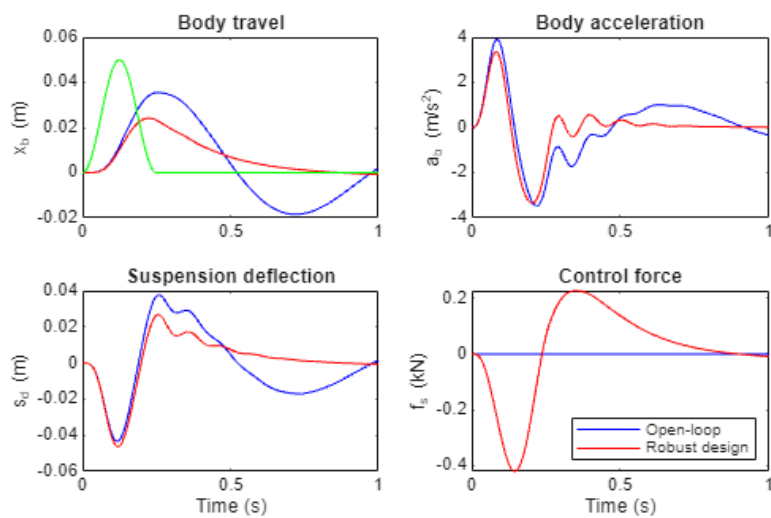 Body travel
0.06
0.04
0.02
0
-0.02
x_b (m)
0 0.5 1
Body acceleration
4
2
0
-2
-4
a_b (m/s²)
0 0.5 1
Suspension deflection
0.04
0.02
0
-0.02
-0.04
-0.06
s_d (m)
0 0.5 1
Time (s)
Control force
0.2
0
-0.2
-0.4
f_s (kN)
Open-loop
Robust design
0 0.5 1
Time (s)